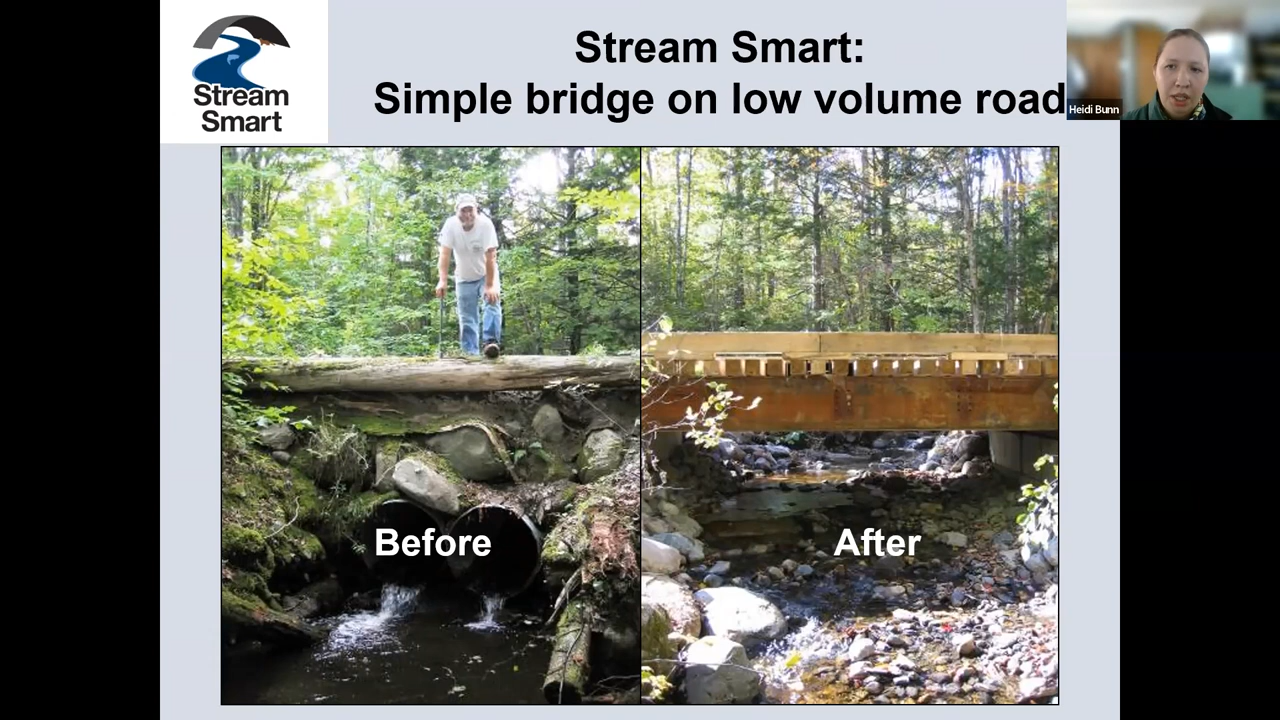 Stream
Smart
Stream Smart:
Simple bridge on low volume road
Heidi Bunn
Before
After